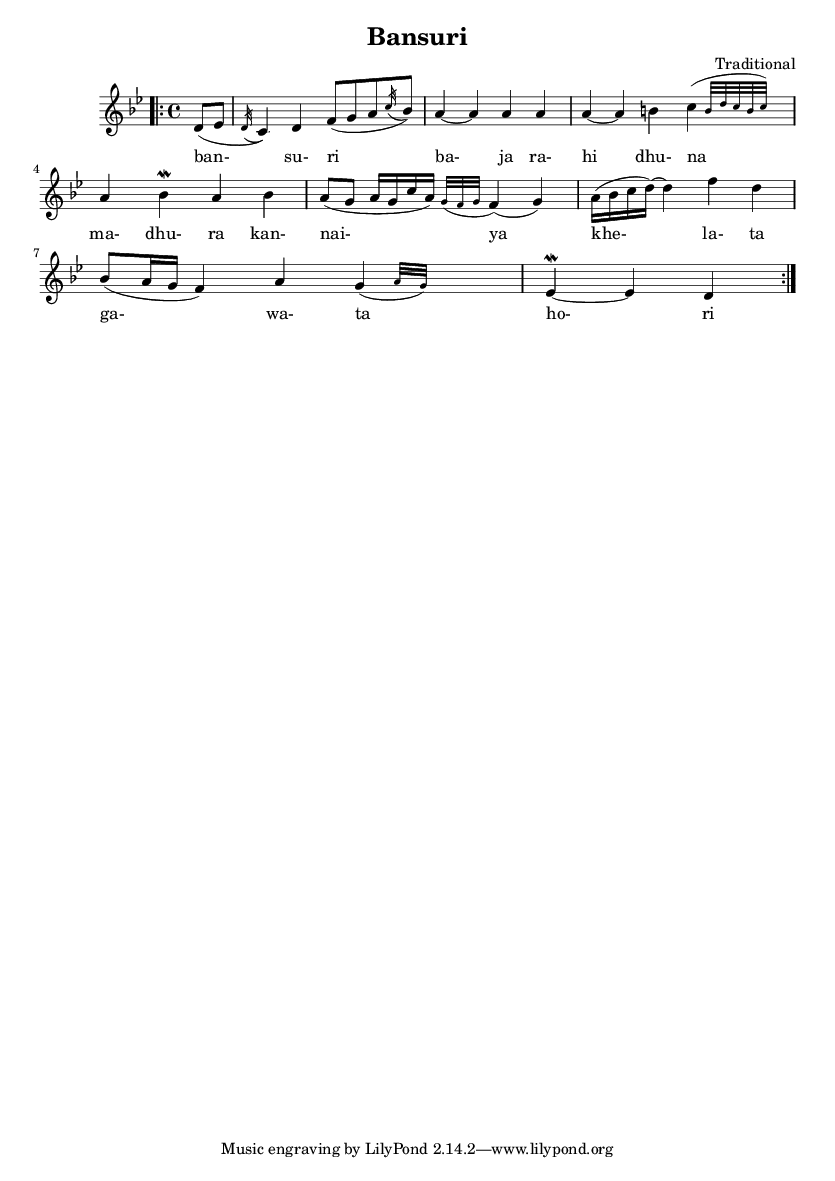 Bansuri
Traditional
ban- su- ri ba- ja ra- hi dhu- na
4
ma- dhu- ra kan- nai- ya khe- la- ta
7
ga- wa- ta ho- ri
Music engraving by LilyPond 2.14.2—www.lilypond.org